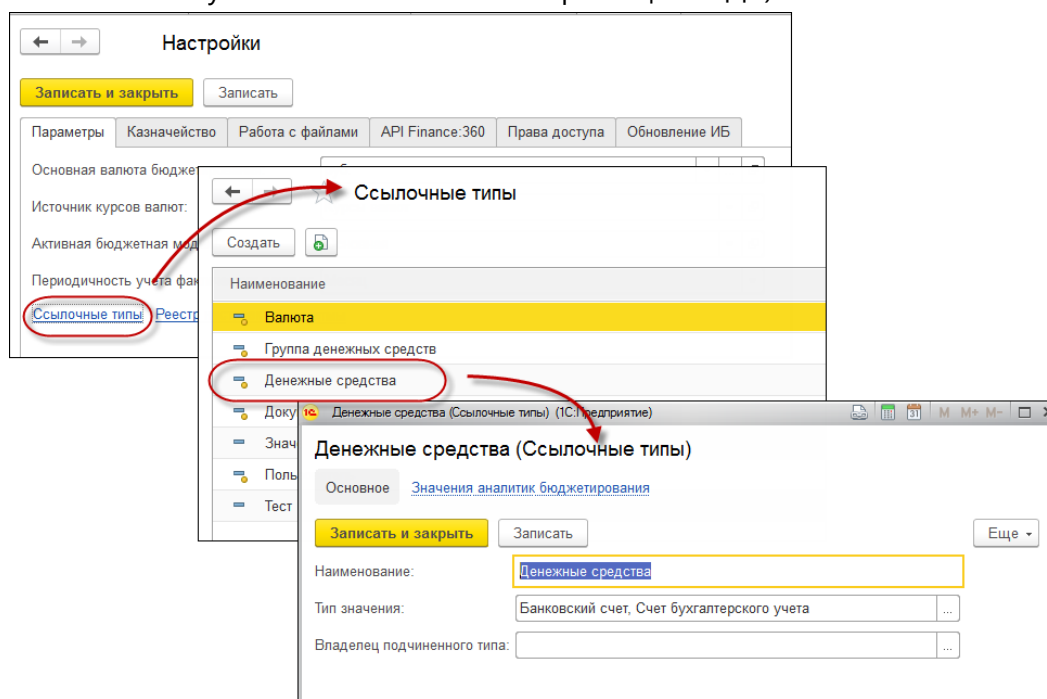 Настройки
Записать и закрыть Записать
Параметры Казначейство Работа с файлами API Finance:360 Права доступа Обновление ИБ
Основная валюта бюдже
Источник курсов валют:
Активная бюджетная мод
Периодичность учета фак
Ссылочные типы Реестр
Ссылочные типы
Создать
Наименование
Валюта
Группа денежных средств
Денежные средства
Доку
Знач
Поль
Тест
Денежные средства (Ссылочные типы) (1С:Предприятие) M M+ M-
Денежные средства (Ссылочные типы)
Основное Значения аналитик бюджетирования
Записать и закрыть Записать Еще
Наименование: Денежные средства
Тип значения: Банковский счет, Счет бухгалтерского учета ...
Владелец подчиненного типа: ...